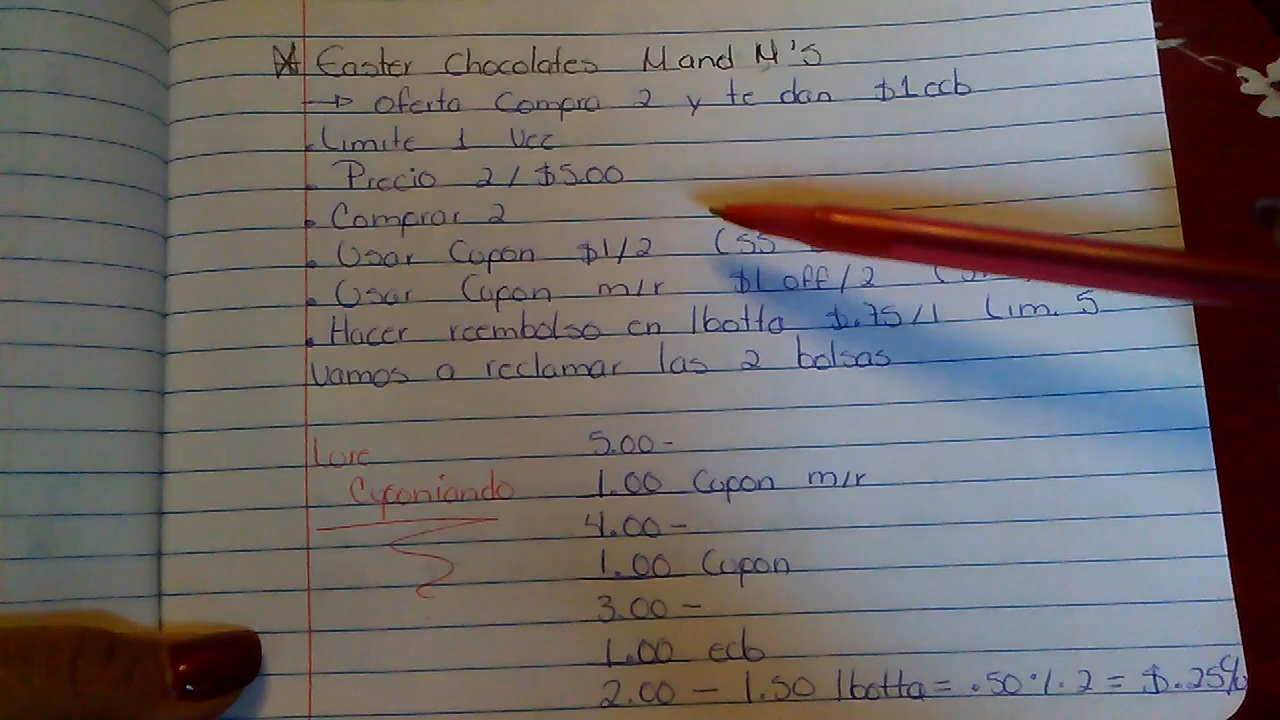 Easter Chocolates M and M's
→ Oferta Compra 2 y te dan $1 ecb
. Limite 1 Vez
. Precio 2 / $5.00
. Comprar 2
. Usar Cupon $1/2 (SS
. Usar Cupon m/r $1 off/2
. Hacer reembolso en Ibotta $.75/1 Lim. 5
Vamos a reclamar las 2 bolsas
Lore
Cuponiando
5.00-
1.00 Cupon m/r
4.00-
1.00 Cupon
3.00-
1.00 ecb
2.00 - 1.50 Ibotta = .50 % . 2 = $.25¢/u